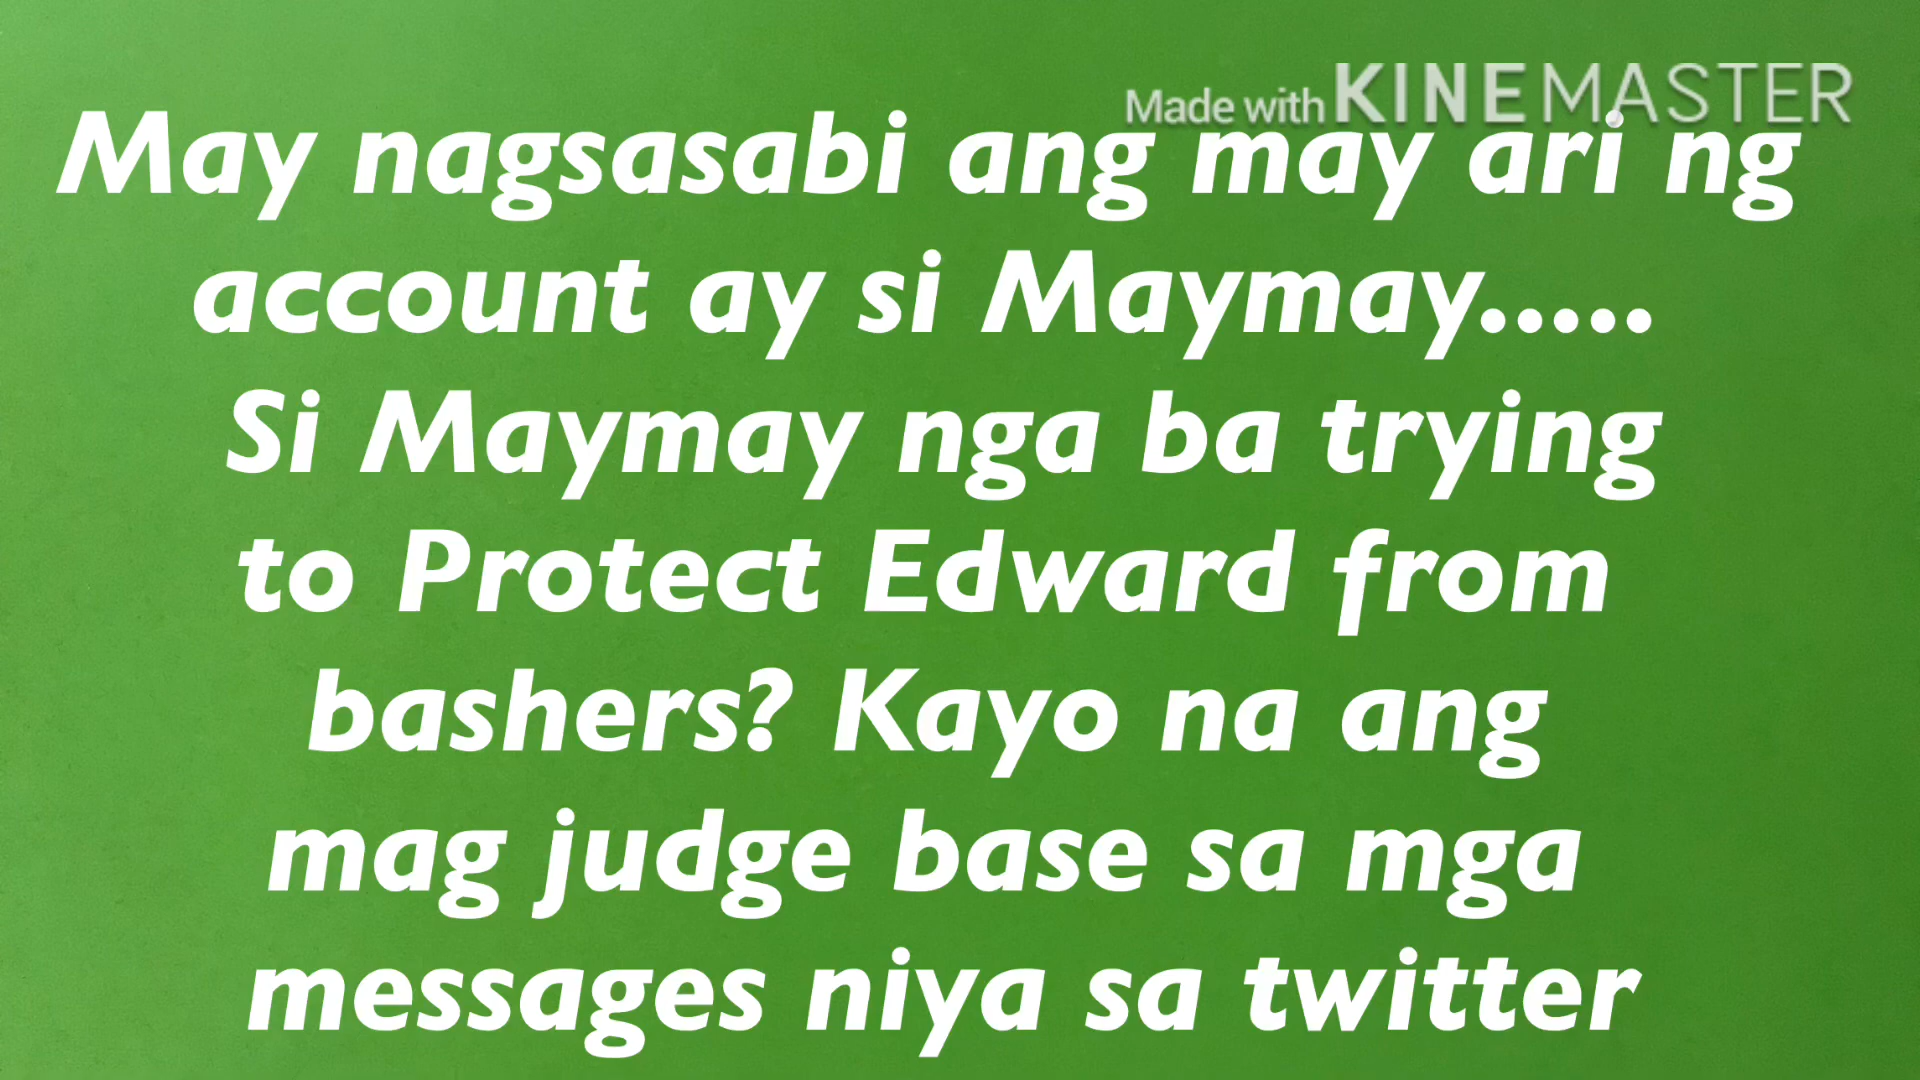 Made with KINEMASTER
May nagsasabi ang may ari ng
account ay si Maymay.....
Si Maymay nga ba trying
to Protect Edward from
bashers? Kayo na ang
mag judge base sa mga
messages niya sa twitter